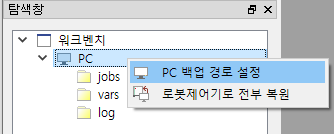 탐색창
워크벤치
PC
jobs
vars
log
PC 백업 경로 설정
로봇제어기로 전부 복원